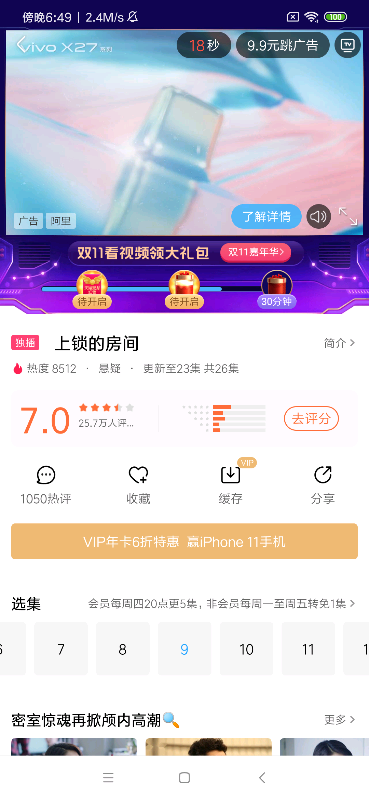 傍晚6:49 | 2.4M/s
100
vivo X27系列
18秒
9.9元跳广告
TV
广告 阿里
了解详情
双11看视频领大礼包
双11嘉年华>
待开启
待开启
30分钟
独播 上锁的房间
简介
热度 8512 · 悬疑 · 更新至23集 共26集
7.0
25.7万人评...
去评分
VIP
1050热评
收藏
缓存
分享
VIP年卡6折特惠 赢iPhone 11手机
选集
会员每周四20点更5集, 非会员每周一至周五转免1集
6 7 8 9 10 11
密室惊魂再掀颅内高潮
更多